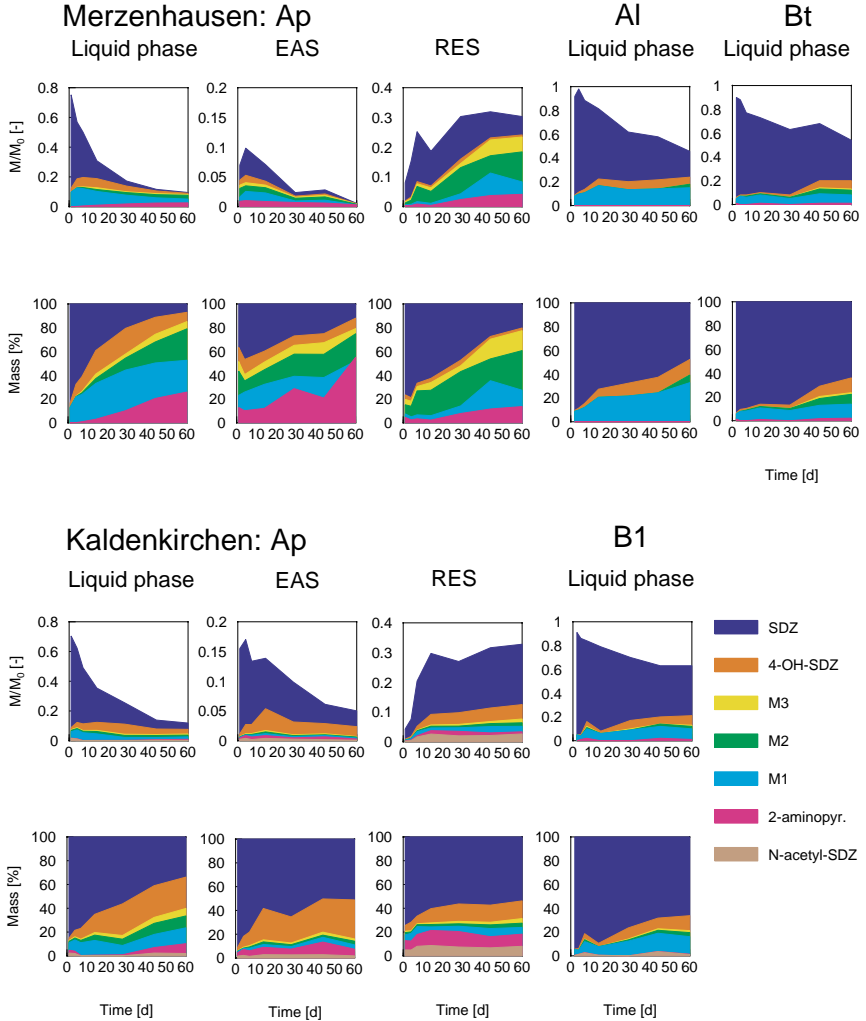 Merzenhausen: Ap Al Bt
Liquid phase EAS RES Liquid phase Liquid phase
M/M0 [-]
0.8 0.6 0.4 0.2 0
0.2 0.15 0.1 0.05 0
0.4 0.3 0.2 0.1 0
1 0.8 0.6 0.4 0.2 0
1 0.8 0.6 0.4 0.2 0
0 10 20 30 40 50 60
0 10 20 30 40 50 60
0 10 20 30 40 50 60
0 10 20 30 40 50 60
0 10 20 30 40 50 60
Mass [%]
100 80 60 40 20 0
100 80 60 40 20 0
100 80 60 40 20 0
100 80 60 40 20 0
100 80 60 40 20 0
0 10 20 30 40 50 60
0 10 20 30 40 50 60
0 10 20 30 40 50 60
0 10 20 30 40 50 60
0 10 20 30 40 50 60
Time [d]
Kaldenkirchen: Ap B1
Liquid phase EAS RES Liquid phase
M/M0 [-]
0.8 0.6 0.4 0.2 0
0.2 0.15 0.1 0.05 0
0.4 0.3 0.2 0.1 0
1 0.8 0.6 0.4 0.2 0
0 10 20 30 40 50 60
0 10 20 30 40 50 60
0 10 20 30 40 50 60
0 10 20 30 40 50 60
SDZ
4-OH-SDZ
M3
M2
M1
2-aminopyr.
N-acetyl-SDZ
Mass [%]
100 80 60 40 20 0
100 80 60 40 20 0
100 80 60 40 20 0
100 80 60 40 20 0
0 10 20 30 40 50 60
0 10 20 30 40 50 60
0 10 20 30 40 50 60
0 10 20 30 40 50 60
Time [d] Time [d] Time [d] Time [d]